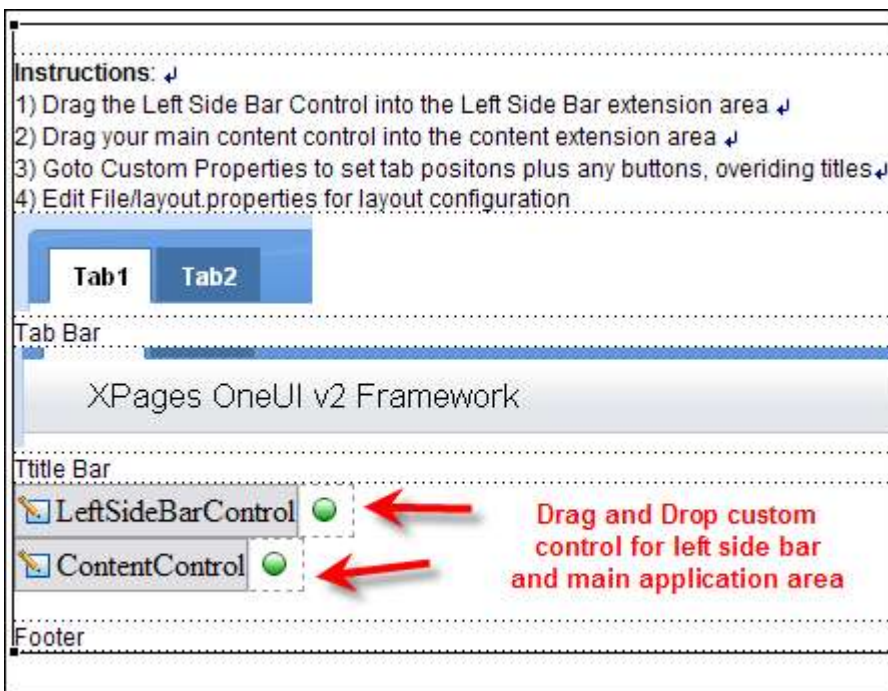 Instructions:
1) Drag the Left Side Bar Control into the Left Side Bar extension area
2) Drag your main content control into the content extension area
3) Goto Custom Properties to set tab positons plus any buttons, overiding titles
4) Edit File/layout.properties for layout configuration
Tab1 Tab2
Tab Bar
XPages OneUI v2 Framework
Ttitle Bar
LeftSideBarControl
ContentControl
Drag and Drop custom
control for left side bar
and main application area
Footer